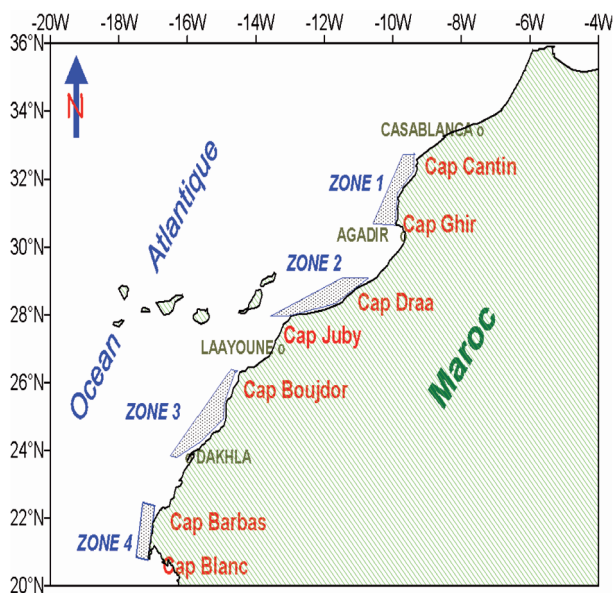 -20W -18W -16W -14W -12W -10W -8W -6W -4W
36°N
34°N
32°N
30°N
28°N
26°N
24°N
22°N
20°N
N
CASABLANCA
ZONE 1
Cap Cantin
Atlantique
AGADIR
Cap Ghir
ZONE 2
Cap Draa
Maroc
Cap Juby
LAAYOUNE
Ocean
Cap Boujdor
ZONE 3
DAKHLA
Cap Barbas
ZONE 4
Cap Blanc